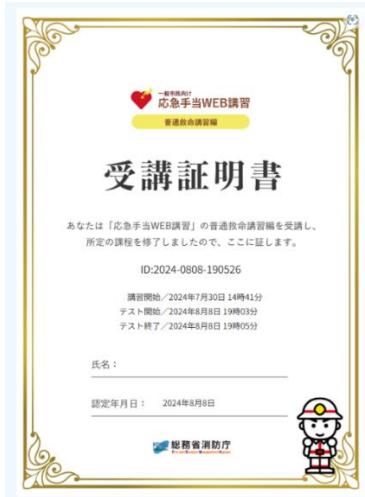 一般市民向け
応急手当WEB講習
普通救命講習編
受講証明書
あなたは「応急手当WEB講習」の普通救命講習編を受講し、
所定の課程を修了しましたので、ここに証します。
ID:2024-0808-190526
講習開始／2024年7月30日 14時41分
テスト開始／2024年8月8日 19時03分
テスト終了／2024年8月8日 19時05分
氏名：
認定年月日： 2024年8月8日
総務省消防庁
Fire and Disaster Management Agency